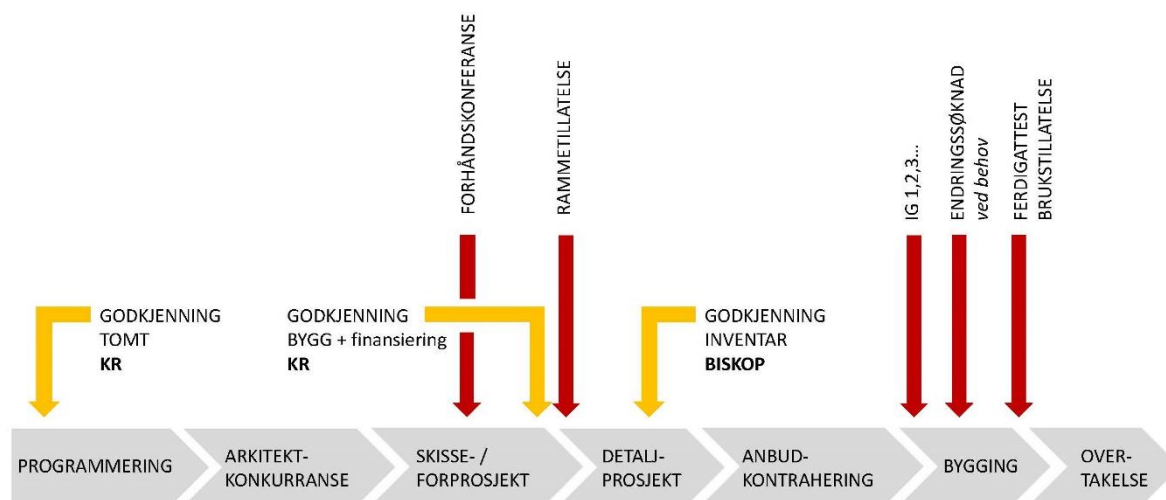 FORHÅNDSKONFERANSE
RAMMETILLATELSE
IG 1,2,3...
ENDRINGSSØKNAD
ved behov
FERDIGATTEST
BRUKSTILLATELSE
GODKJENNING
TOMT
KR
GODKJENNING
BYGG + finansiering
KR
GODKJENNING
INVENTAR
BISKOP
PROGRAMMERING
ARKITEKT-
KONKURRANSE
SKISSE- /
FORPROSJEKT
DETALJ-
PROSJEKT
ANBUD-
KONTRAHERING
BYGGING
OVER-
TAKELSE